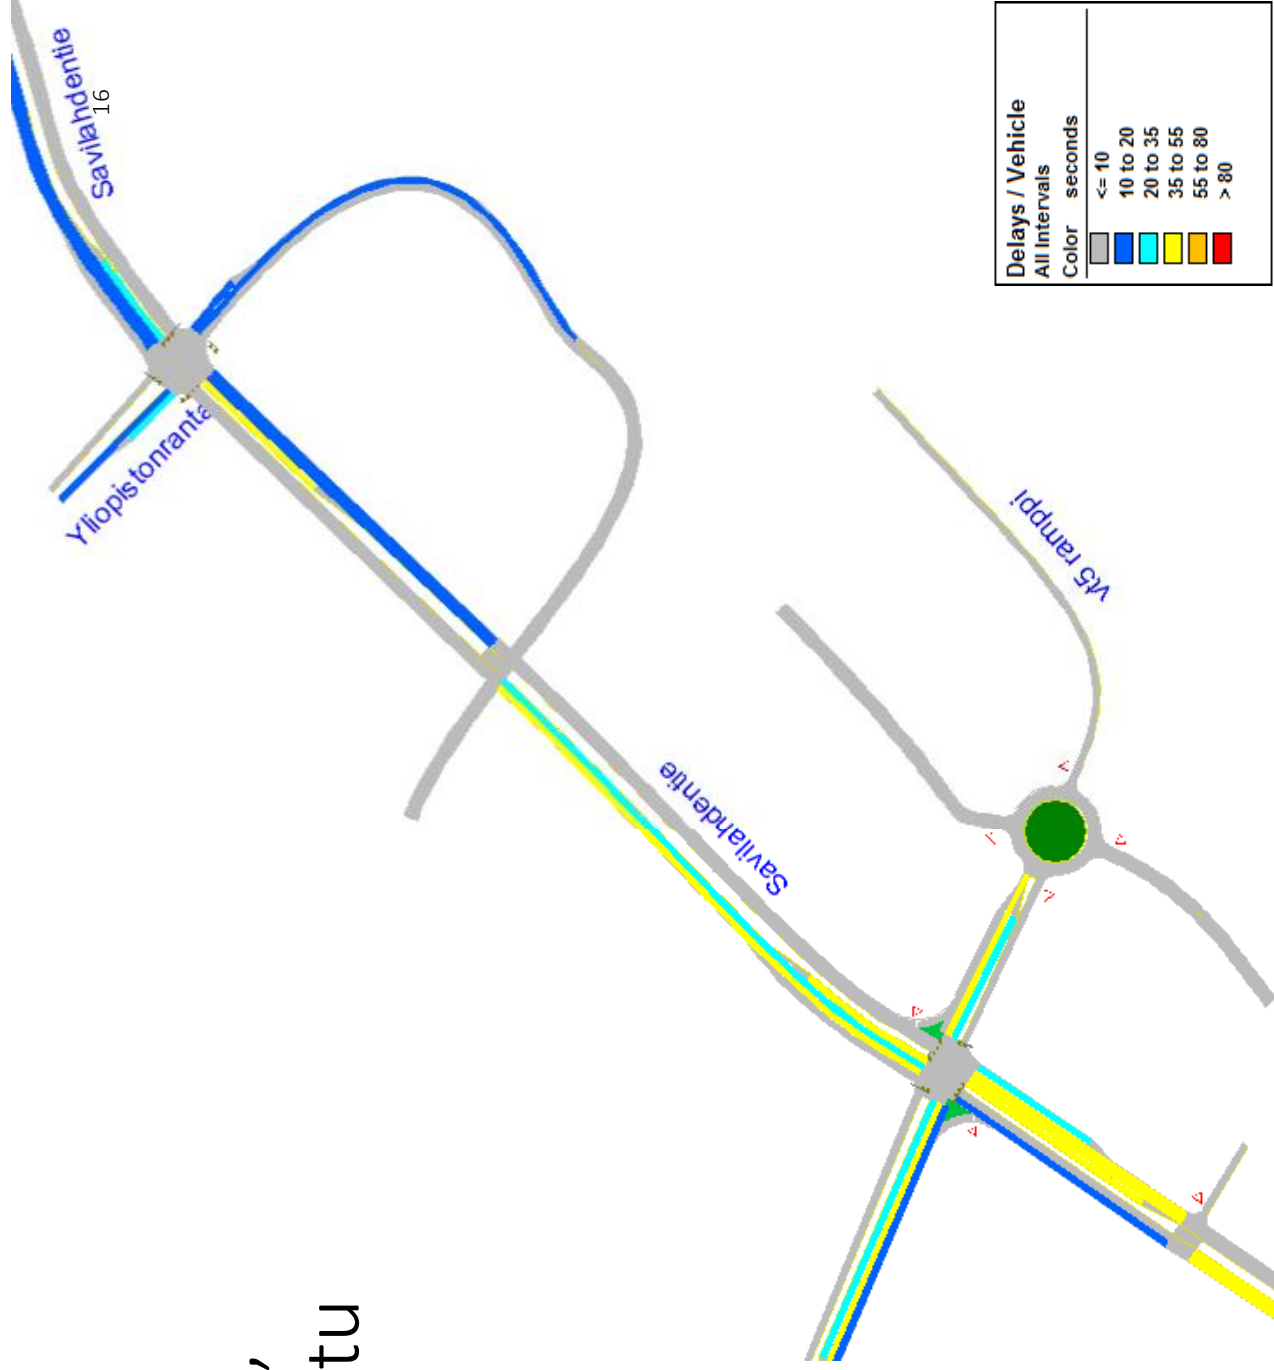 Savilahdentie
16
Yliopistonranta
vt5 ramppi
Savilahdentie
Delays / Vehicle
All Intervals
Color seconds
<= 10
10 to 20
20 to 35
35 to 55
55 to 80
> 80
,
tu